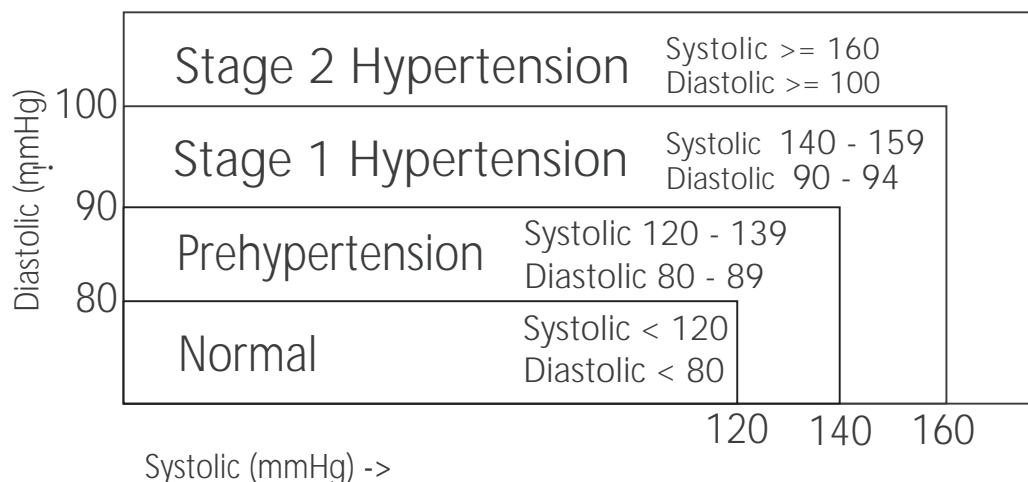 Stage 2 Hypertension
Systolic >= 160
Diastolic >= 100
100
Stage 1 Hypertension
Systolic 140 - 159
Diastolic 90 - 94
90
Prehypertension
Systolic 120 - 139
Diastolic 80 - 89
80
Normal
Systolic < 120
Diastolic < 80
Diastolic (mmHg)
120
140
160
Systolic (mmHg) ->